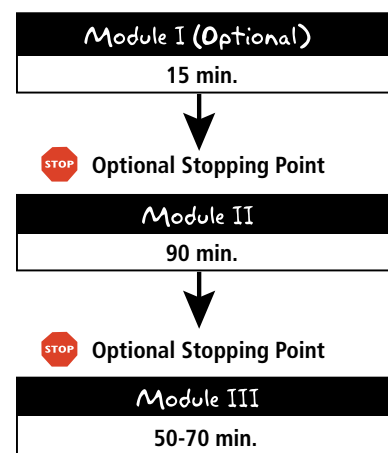 Module I (Optional)
15 min.
STOP Optional Stopping Point
Module II
90 min.
STOP Optional Stopping Point
Module III
50-70 min.